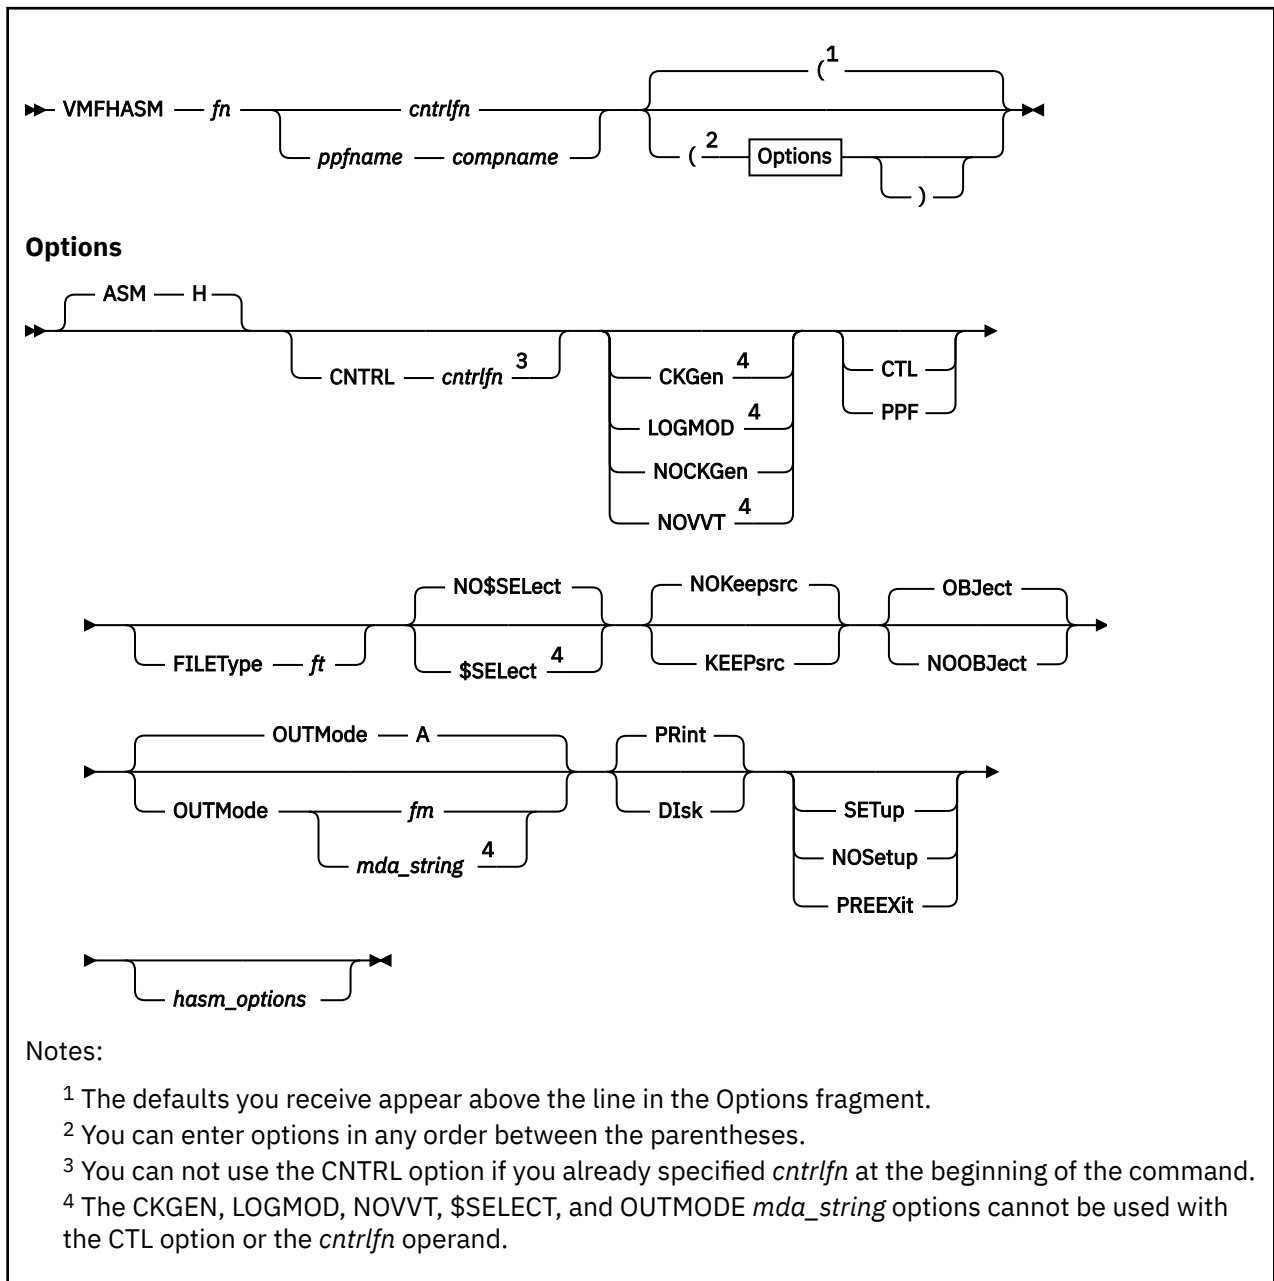 ( 1
VMFHASM fn cntrlfn
ppfname compname ( 2 Options
)
Options
ASM H
CNTRL cntrlfn 3 CKGen 4 CTL
LOGMOD 4 PPF
NOCKGen
NOVVT 4
NO$SELect NOKeepsrc OBJect
FILEType ft $SELect 4 KEEPsrc NOOBJect
OUTMode A PRint
OUTMode fm DIsk SETup
mda_string 4 NOSetup
PREEXit
hasm_options
Notes:
1 The defaults you receive appear above the line in the Options fragment.
2 You can enter options in any order between the parentheses.
3 You can not use the CNTRL option if you already specified cntrlfn at the beginning of the command.
4 The CKGEN, LOGMOD, NOVVT, $SELECT, and OUTMODE mda_string options cannot be used with
the CTL option or the cntrlfn operand.